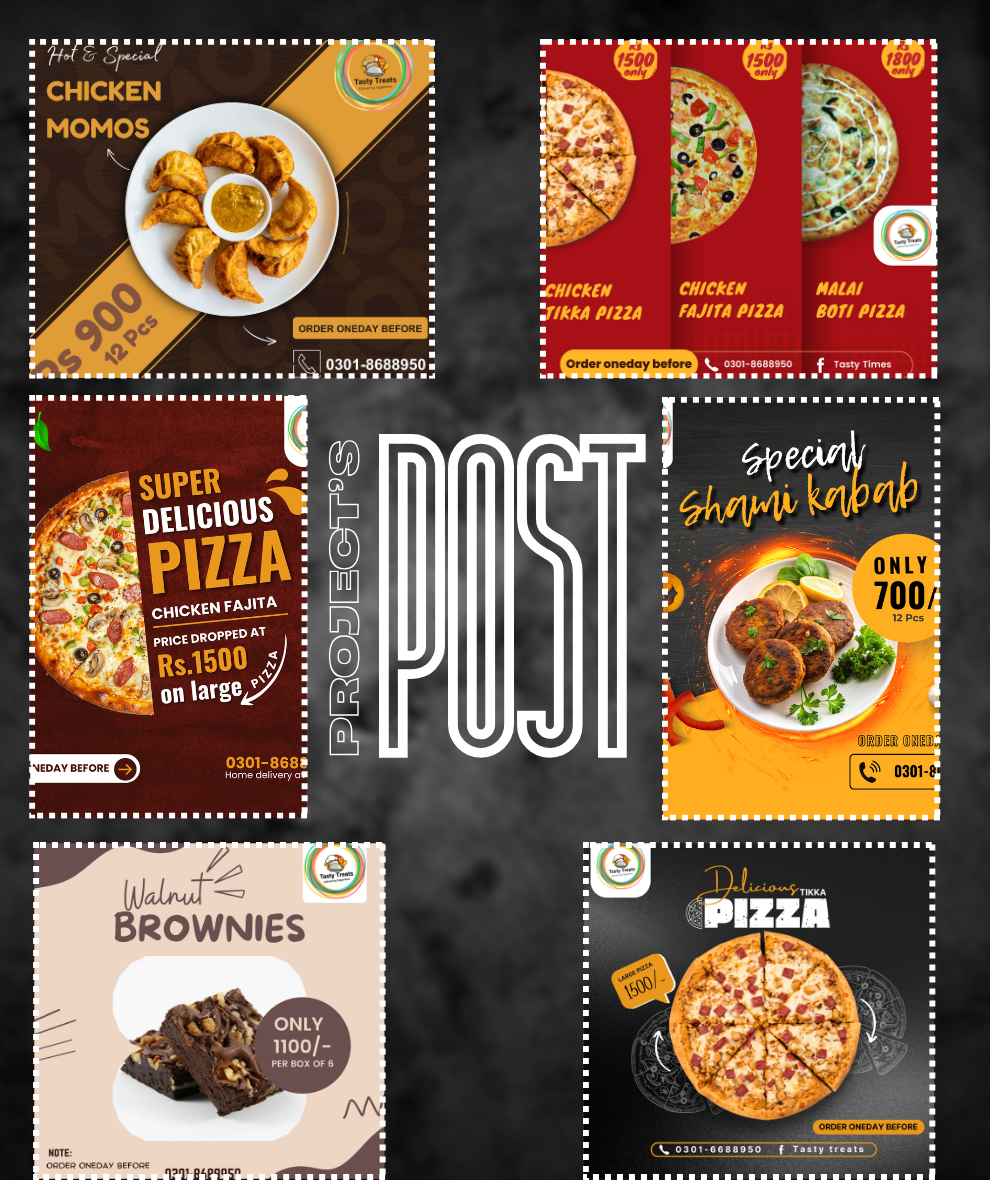 Hot & Special
CHICKEN
MOMOS
Tasty Treats
Rs 900
12 Pcs
ORDER ONEDAY BEFORE
0301-8688950
Rs
1500
only
Rs
1500
only
Rs
1800
only
Tasty Treats
CHICKEN
TIKKA PIZZA
CHICKEN
FAJITA PIZZA
MALAI
BOTI PIZZA
Order oneday before
0301-8688950
Tasty Times
SUPER
DELICIOUS
PIZZA
CHICKEN FAJITA
PRICE DROPPED AT
Rs.1500
on large
PIZZA
NEDAY BEFORE
0301-868
Home delivery a
PROJECT'S
POST
Special
Shami kabab
ONLY
700/
12 Pcs
ORDER ONED
0301-8
Walnut
BROWNIES
Tasty Treats
ONLY
1100/-
PER BOX OF 6
NOTE:
ORDER ONEDAY BEFORE
Tasty Treats
Delicious TIKKA
PIZZA
LARGE PIZZA
1500/-
ORDER ONEDAY BEFORE
0301-6688950
Tasty treats